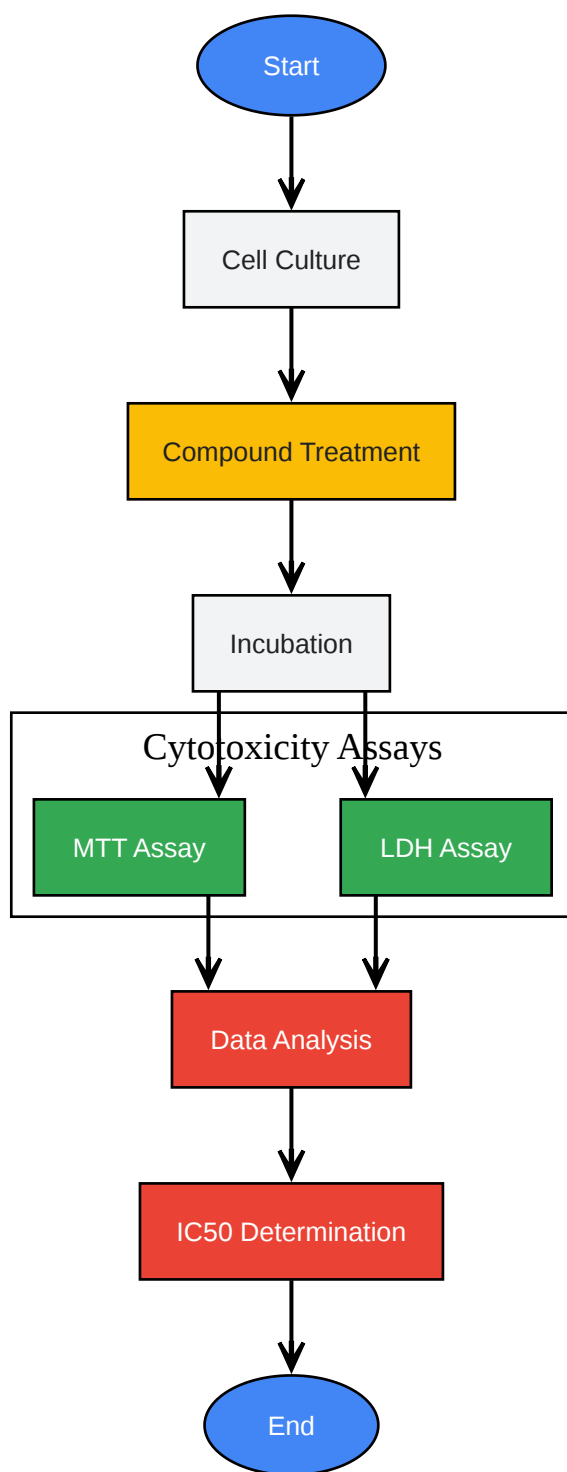 Start
Cell Culture
Compound Treatment
Incubation
Cytotoxicity Assays
MTT Assay
LDH Assay
Data Analysis
IC50 Determination
End